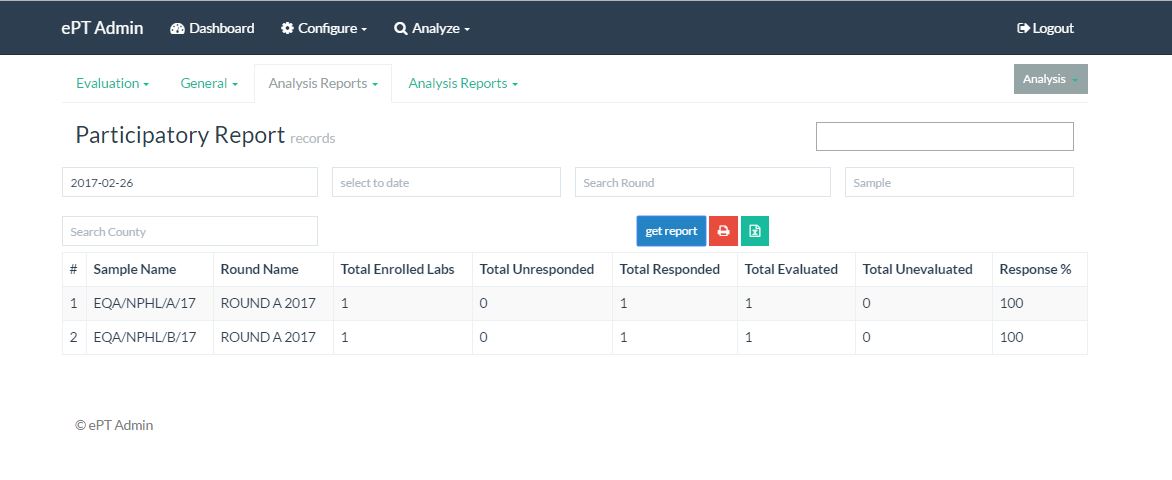 ePT Admin Dashboard Configure Analyze Logout
Evaluation General Analysis Reports Analysis Reports Analysis
Participatory Report records
2017-02-26 select to date Search Round Sample
Search County get report
# Sample Name Round Name Total Enrolled Labs Total Unresponded Total Responded Total Evaluated Total Unevaluated Response %
1 EQA/NPHL/A/17 ROUND A 2017 1 0 1 1 0 100
2 EQA/NPHL/B/17 ROUND A 2017 1 0 1 1 0 100
© ePT Admin